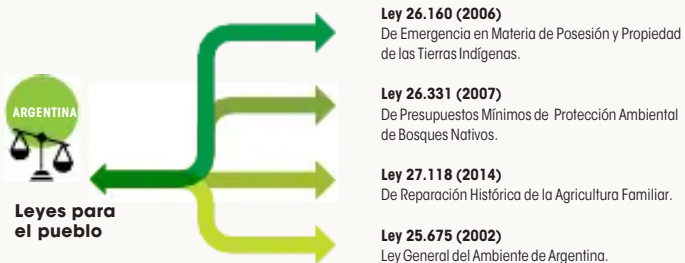 ARGENTINA
Leyes para
el pueblo
Ley 26.160 (2006)
De Emergencia en Materia de Posesión y Propiedad
de las Tierras Indígenas.
Ley 26.331 (2007)
De Presupuestos Mínimos de Protección Ambiental
de Bosques Nativos.
Ley 27.118 (2014)
De Reparación Histórica de la Agricultura Familiar.
Ley 25.675 (2002)
Ley General del Ambiente de Argentina.